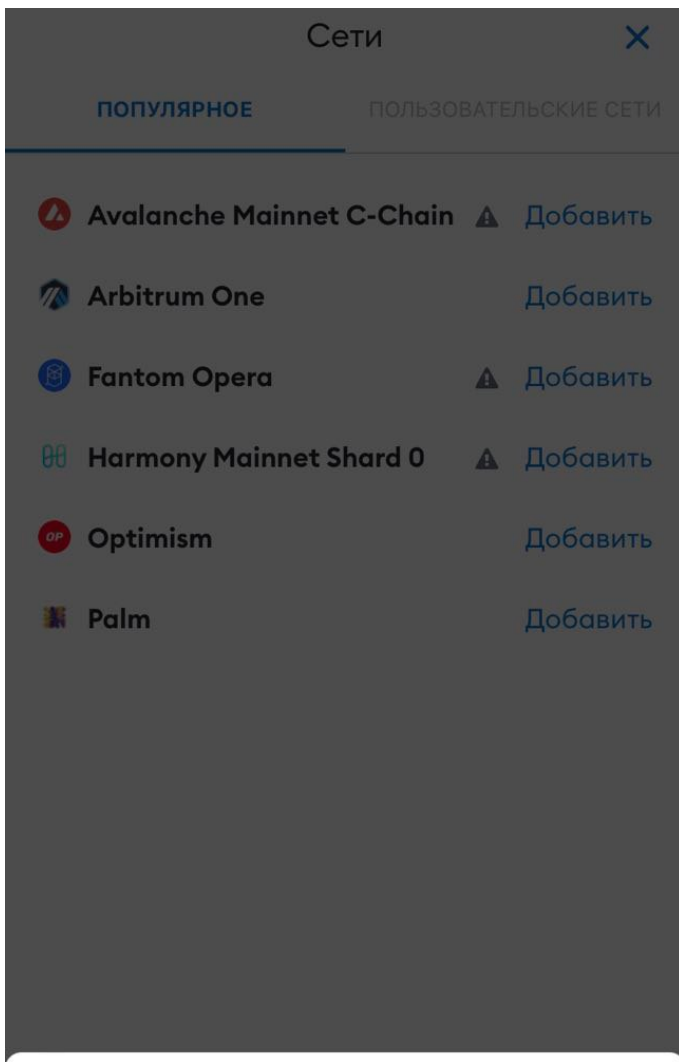 Сети
ПОПУЛЯРНОЕ ПОЛЬЗОВАТЕЛЬСКИЕ СЕТИ
Avalanche Mainnet C-Chain Добавить
Arbitrum One Добавить
Fantom Opera Добавить
Harmony Mainnet Shard 0 Добавить
OP Optimism Добавить
Palm Добавить